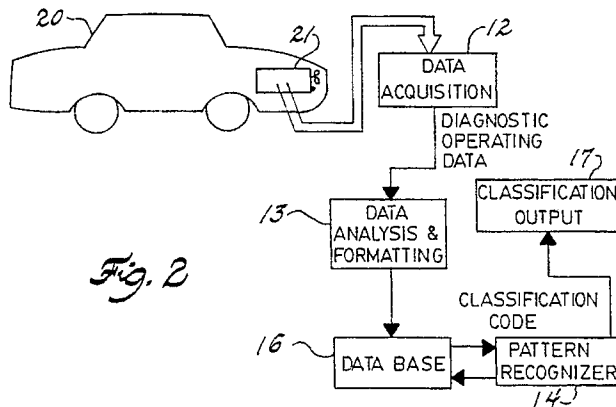 20
21
12
DATA
ACQUISITION
DIAGNOSTIC
OPERATING
DATA
17
CLASSIFICATION
OUTPUT
13
DATA
ANALYSIS &
FORMATTING
Fig. 2
CLASSIFICATION
CODE
16
DATA BASE
PATTERN
RECOGNIZER
14